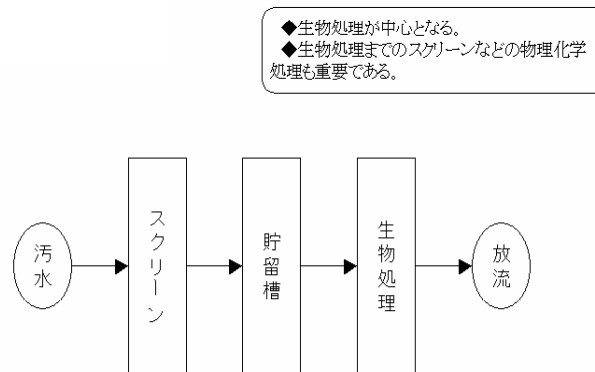 ◆生物処理が中心となる。
◆生物処理までのスクリーンなどの物理化学
処理も重要である。
汚水
スクリーン
貯留槽
生物処理
放流